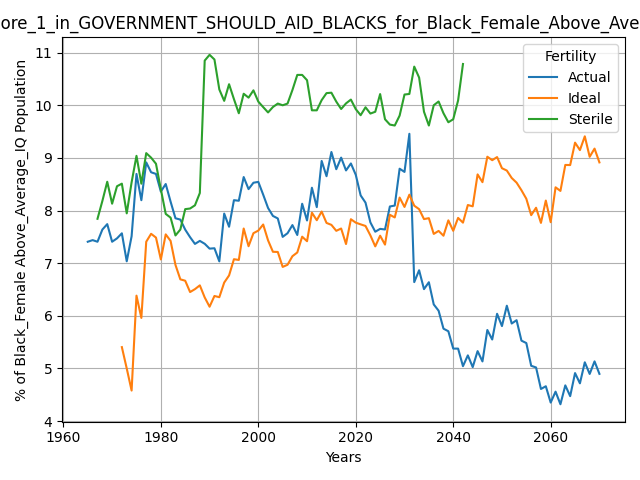 ore_1_in_GOVERNMENT_SHOULD_AID_BLACKS_for_Black_Female_Above_Ave
11
10
9
8
7
6
5
4
% of Black_Female Above_Average_IQ Population
Fertility
Actual
Ideal
Sterile
1960 1980 2000 2020 2040 2060
Years